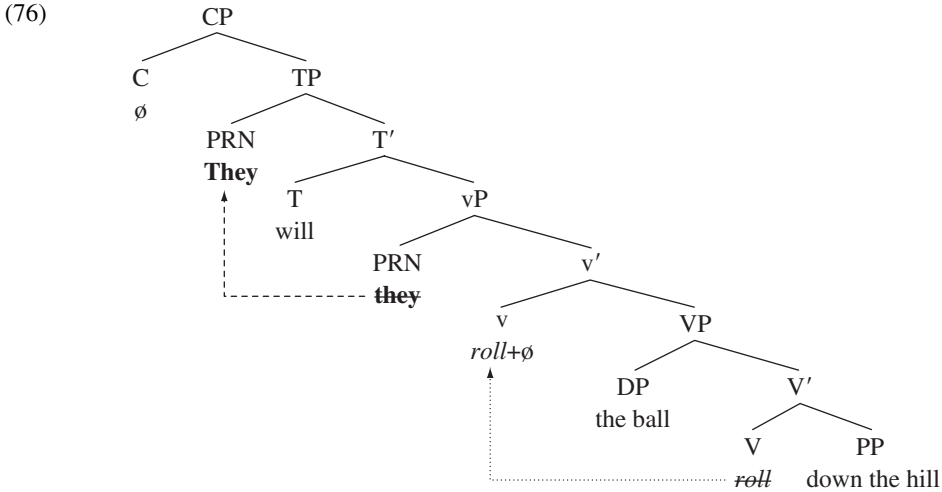 (76)
CP
C TP
ø
PRN T′
They
T vP
will
PRN v′
they
v VP
roll+ø
DP V′
the ball
V PP
roll down the hill